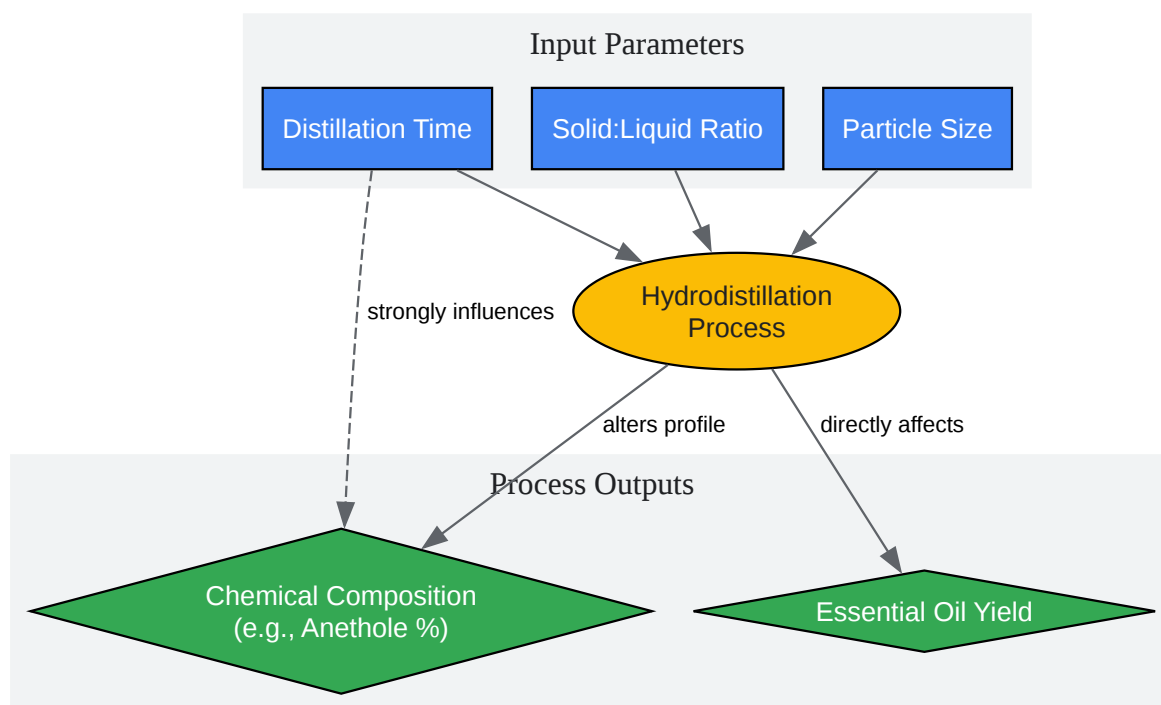 Input Parameters
Distillation Time
Solid:Liquid Ratio
Particle Size
Hydrodistillation
Process
strongly influences
alters profile
directly affects
Process Outputs
Chemical Composition
(e.g., Anethole %)
Essential Oil Yield